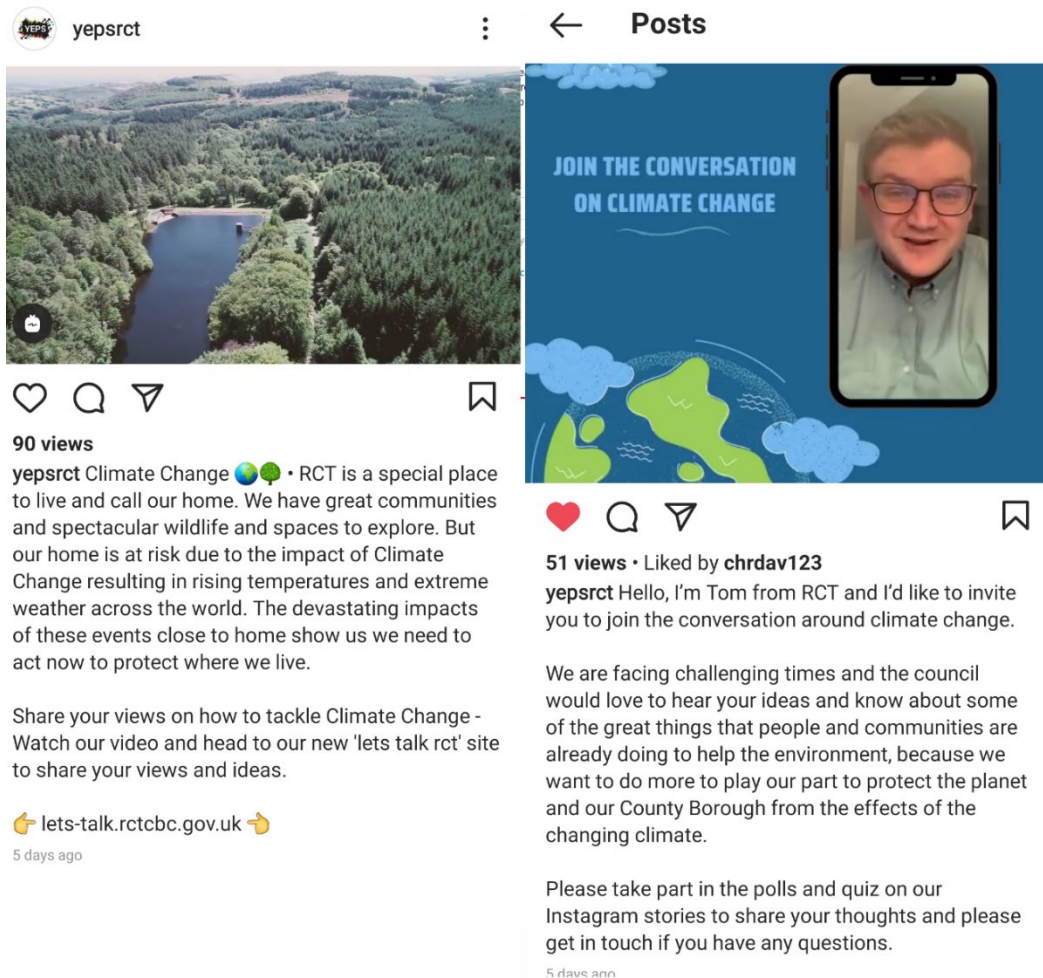 YEPS
yepsrct
90 views
yepsrct Climate Change 🌍🌳 • RCT is a special place
to live and call our home. We have great communities
and spectacular wildlife and spaces to explore. But
our home is at risk due to the impact of Climate
Change resulting in rising temperatures and extreme
weather across the world. The devastating impacts
of these events close to home show us we need to
act now to protect where we live.
Share your views on how to tackle Climate Change -
Watch our video and head to our new 'lets talk rct' site
to share your views and ideas.
👉 lets-talk.rctcbc.gov.uk 👈
5 days ago
Posts
JOIN THE CONVERSATION
ON CLIMATE CHANGE
51 views • Liked by chrdav123
yepsrct Hello, I'm Tom from RCT and I'd like to invite
you to join the conversation around climate change.
We are facing challenging times and the council
would love to hear your ideas and know about some
of the great things that people and communities are
already doing to help the environment, because we
want to do more to play our part to protect the planet
and our County Borough from the effects of the
changing climate.
Please take part in the polls and quiz on our
Instagram stories to share your thoughts and please
get in touch if you have any questions.
5 days ago